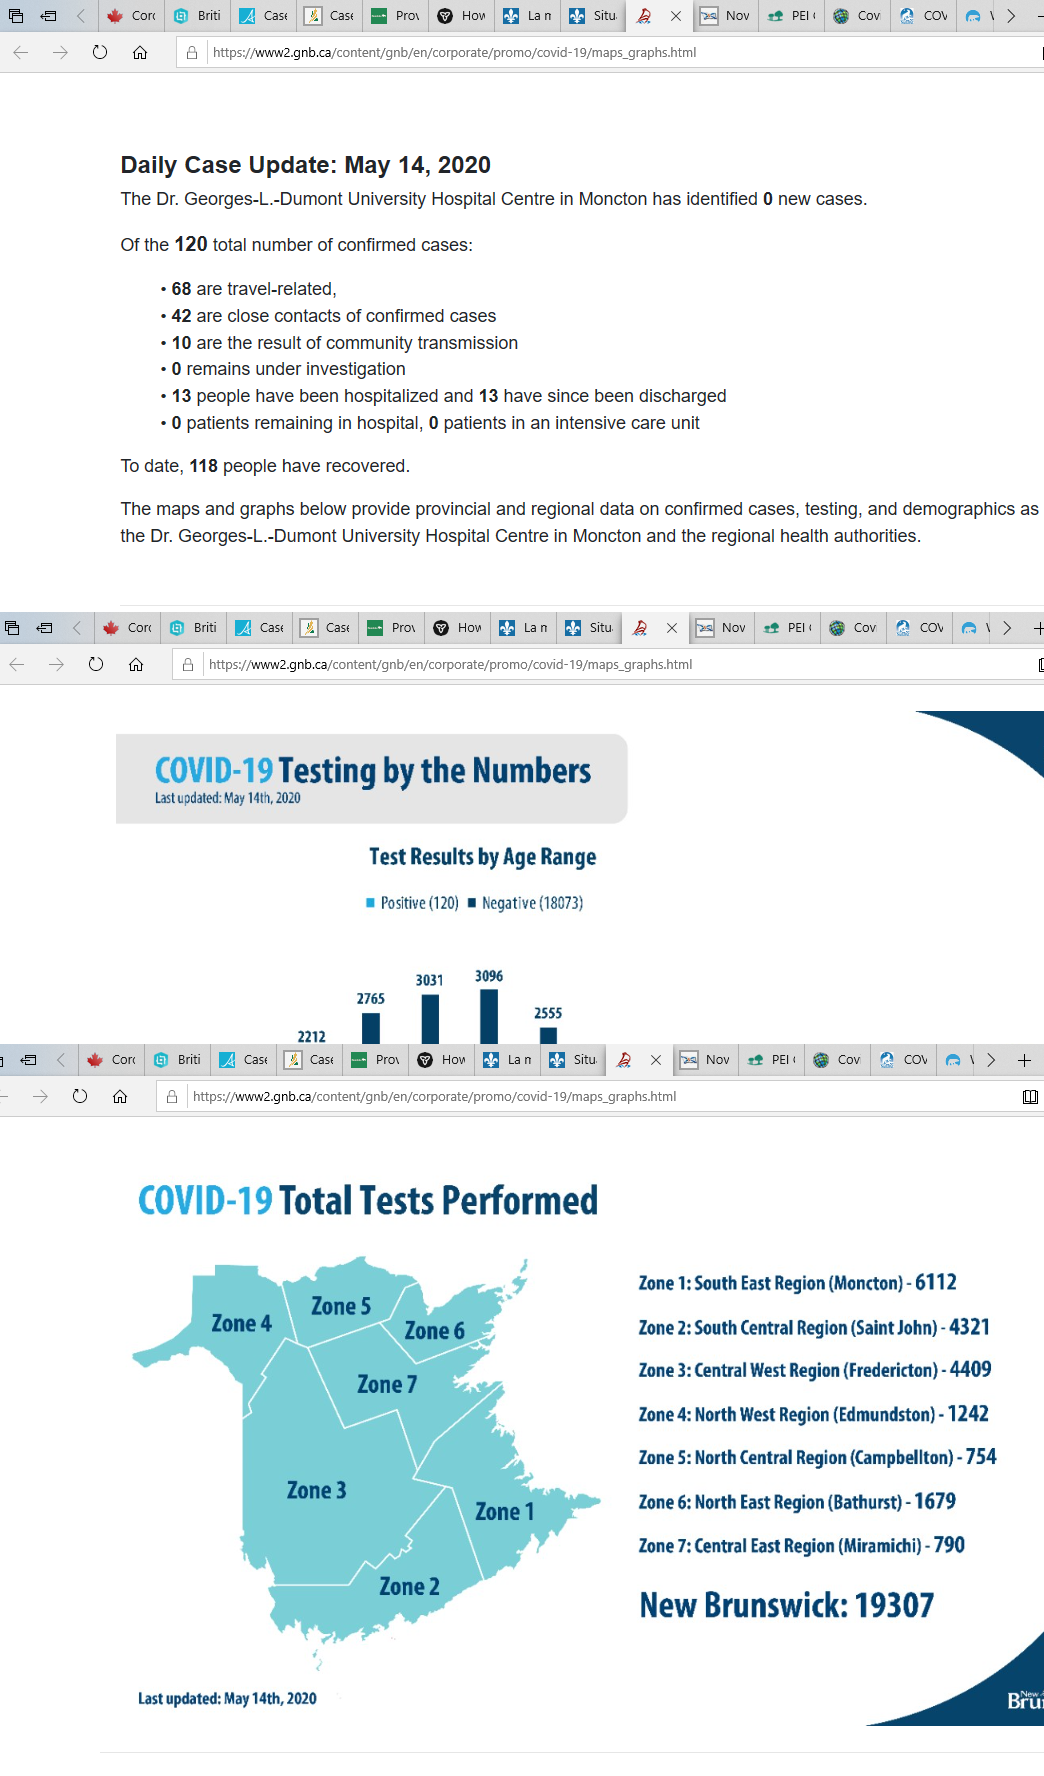 Corc Briti Case Case Prov How La n Situ Nov PEI Cov COV
https://www2.gnb.ca/content/gnb/en/corporate/promo/covid-19/maps_graphs.html
Daily Case Update: May 14, 2020
The Dr. Georges-L.-Dumont University Hospital Centre in Moncton has identified 0 new cases.
Of the 120 total number of confirmed cases:
• 68 are travel-related,
• 42 are close contacts of confirmed cases
• 10 are the result of community transmission
• 0 remains under investigation
• 13 people have been hospitalized and 13 have since been discharged
• 0 patients remaining in hospital, 0 patients in an intensive care unit
To date, 118 people have recovered.
The maps and graphs below provide provincial and regional data on confirmed cases, testing, and demographics as
the Dr. Georges-L.-Dumont University Hospital Centre in Moncton and the regional health authorities.
Corc Briti Case Case Prov How La n Situ Nov PEI Cov COV
https://www2.gnb.ca/content/gnb/en/corporate/promo/covid-19/maps_graphs.html
COVID-19 Testing by the Numbers
Last updated: May 14th, 2020
Test Results by Age Range
Positive (120) Negative (18073)
3096
3031
2765
2555
2212
Corc Briti Case Case Prov How La n Situ Nov PEI Cov COV
https://www2.gnb.ca/content/gnb/en/corporate/promo/covid-19/maps_graphs.html
COVID-19 Total Tests Performed
Zone 4
Zone 5
Zone 6
Zone 7
Zone 3
Zone 1
Zone 2
Zone 1: South East Region (Moncton) - 6112
Zone 2: South Central Region (Saint John) - 4321
Zone 3: Central West Region (Fredericton) - 4409
Zone 4: North West Region (Edmundston) - 1242
Zone 5: North Central Region (Campbellton) - 754
Zone 6: North East Region (Bathurst) - 1679
Zone 7: Central East Region (Miramichi) - 790
New Brunswick: 19307
Last updated: May 14th, 2020
New
Bru